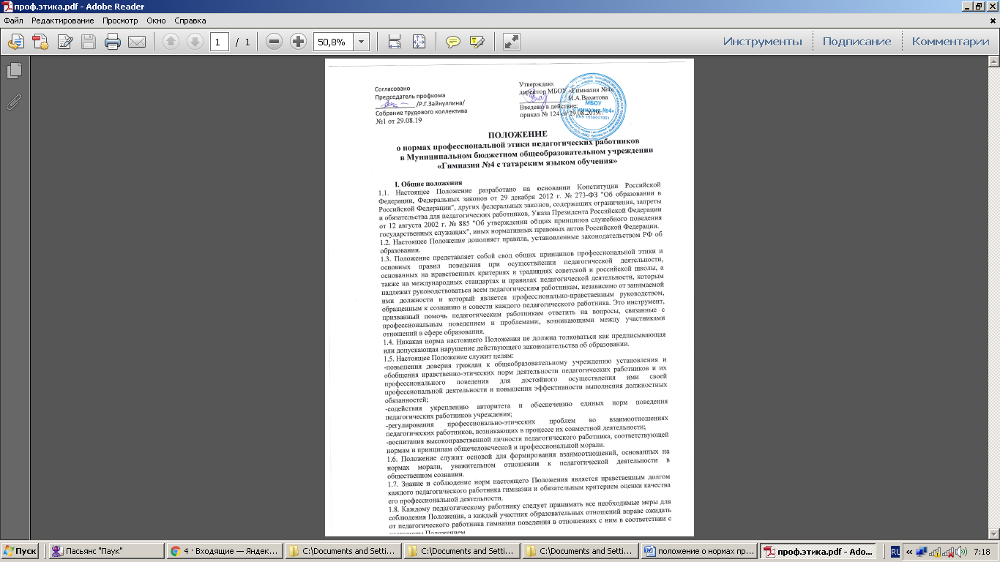 проф.этика.pdf - Adobe Reader
Файл Редактирование Просмотр Окно Справка
1 / 1 50,8% Инструменты Подписание Комментарии
Согласовано
Председатель профкома
/Р.Г.Зайнуллина/
Собрание трудового коллектива
№1 от 29.08.19
Утверждаю:
директор МБОУ «Гимназия №4»
И.А.Вахитова
Введено в действие:
приказ № 124 от 29.08.2019г.
МБОУ
«Гимназия №4»
ПОЛОЖЕНИЕ
о нормах профессиональной этики педагогических работников
в Муниципальном бюджетном общеобразовательном учреждении
«Гимназия №4 с татарским языком обучения»
I. Общие положения
1.1. Настоящее Положение разработано на основании Конституции Российской
Федерации, Федеральных законов от 29 декабря 2012 г. № 273-ФЗ "Об образовании в
Российской Федерации", других федеральных законов, содержащих ограничения, запреты
и обязательства для педагогических работников, Указа Президента Российской Федерации
от 12 августа 2002 г. № 885 "Об утверждении общих принципов служебного поведения
государственных служащих", иных нормативных правовых актов Российской Федерации.
1.2. Настоящее Положение дополняет правила, установленные законодательством РФ об
образовании.
1.3. Положение представляет собой свод общих принципов профессиональной этики и
основных правил поведения при осуществлении педагогической деятельности,
основанных на нравственных критериях и традициях советской и российской школы, а
также на международных стандартах и правилах педагогической деятельности, которым
надлежит руководствоваться всем педагогическим работникам, независимо от занимаемой
ими должности и который является профессионально-нравственным руководством,
обращенным к сознанию и совести каждого педагогического работника. Это инструмент,
призванный помочь педагогическим работникам ответить на вопросы, связанные с
профессиональным поведением и проблемами, возникающими между участниками
отношений в сфере образования.
1.4. Никакая норма настоящего Положения не должна толковаться как предписывающая
или допускающая нарушение действующего законодательства об образовании.
1.5. Настоящее Положение служит целям:
-повышения доверия граждан к общеобразовательному учреждению установления и
обобщения нравственно-этических норм деятельности педагогических работников и их
профессионального поведения для достойного осуществления ими своей
профессиональной деятельности и повышения эффективности выполнения должностных
обязанностей;
-содействия укреплению авторитета и обеспечению единых норм поведения
педагогических работников учреждения;
-регулирования профессионально-этических проблем во взаимоотношениях
педагогических работников, возникающих в процессе их совместной деятельности;
-воспитания высоконравственной личности педагогического работника, соответствующей
нормам и принципам общечеловеческой и профессиональной морали.
1.6. Положение служит основой для формирования взаимоотношений, основанных на
нормах морали, уважительном отношении к педагогической деятельности в
общественном сознании.
1.7. Знание и соблюдение норм настоящего Положения является нравственным долгом
каждого педагогического работника гимназии и обязательным критерием оценки качества
его профессиональной деятельности.
1.8. Каждому педагогическому работнику следует принимать все необходимые меры для
соблюдения Положения, а каждый участник образовательных отношений вправе ожидать
от педагогического работника гимназии поведения в отношениях с ним в соответствии с
настоящим Положением.
Пуск Пасьянс "Паук" 4 · Входящие — Яндек... C:\Documents and Setti... C:\Documents and Setti... C:\Documents and Setti... положение о нормах пр... проф.этика.pdf - Ado... RU « 7:18